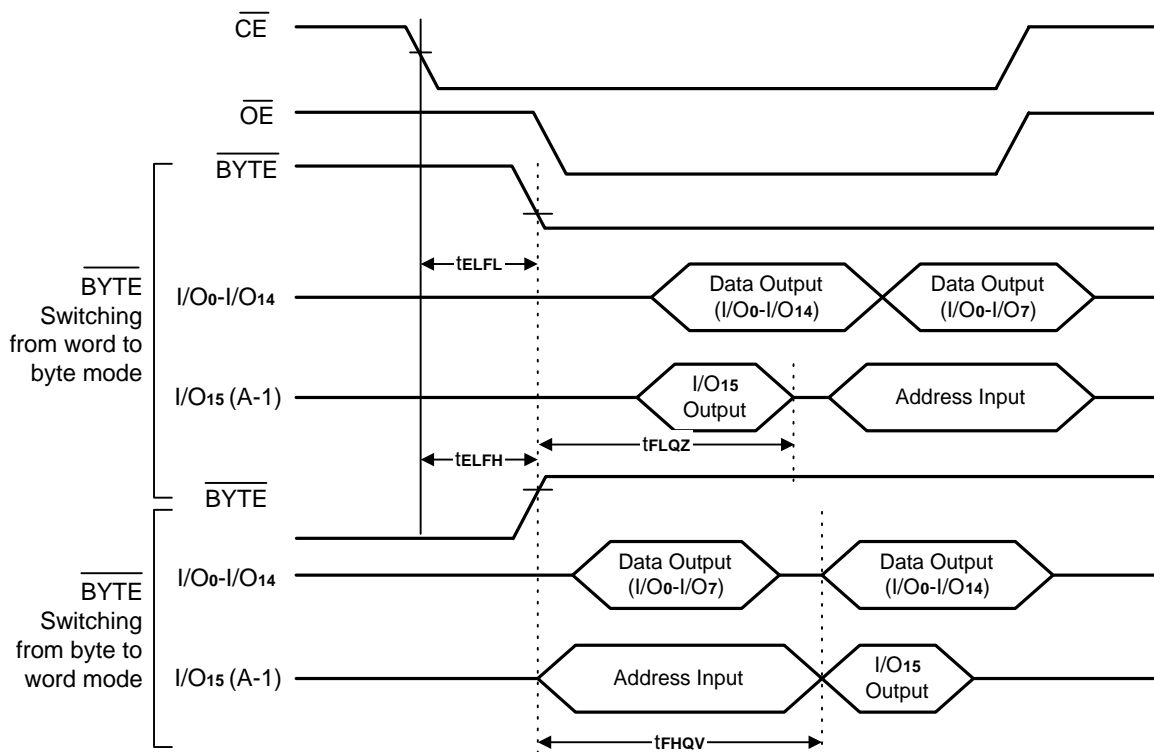 CE
OE
BYTE
tELFL
BYTE
Switching
from word to
byte mode
I/O0-I/O14
Data Output
(I/O0-I/O14)
Data Output
(I/O0-I/O7)
I/O15 (A-1)
I/O15
Output
Address Input
tELFH
tFLQZ
BYTE
BYTE
Switching
from byte to
word mode
I/O0-I/O14
Data Output
(I/O0-I/O7)
Data Output
(I/O0-I/O14)
I/O15 (A-1)
Address Input
I/O15
Output
tFHQV